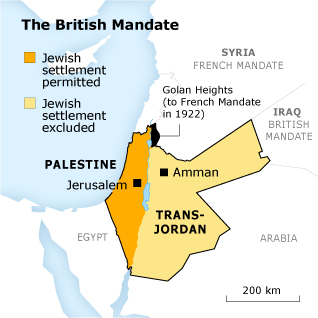 The British Mandate
Jewish
settlement
permitted
Jewish
settlement
excluded
SYRIA
FRENCH MANDATE
Golan Heights
(to French Mandate
in 1922)
IRAQ
BRITISH
MANDATE
PALESTINE
Jerusalem
Amman
TRANS-
JORDAN
EGYPT
ARABIA
200 km